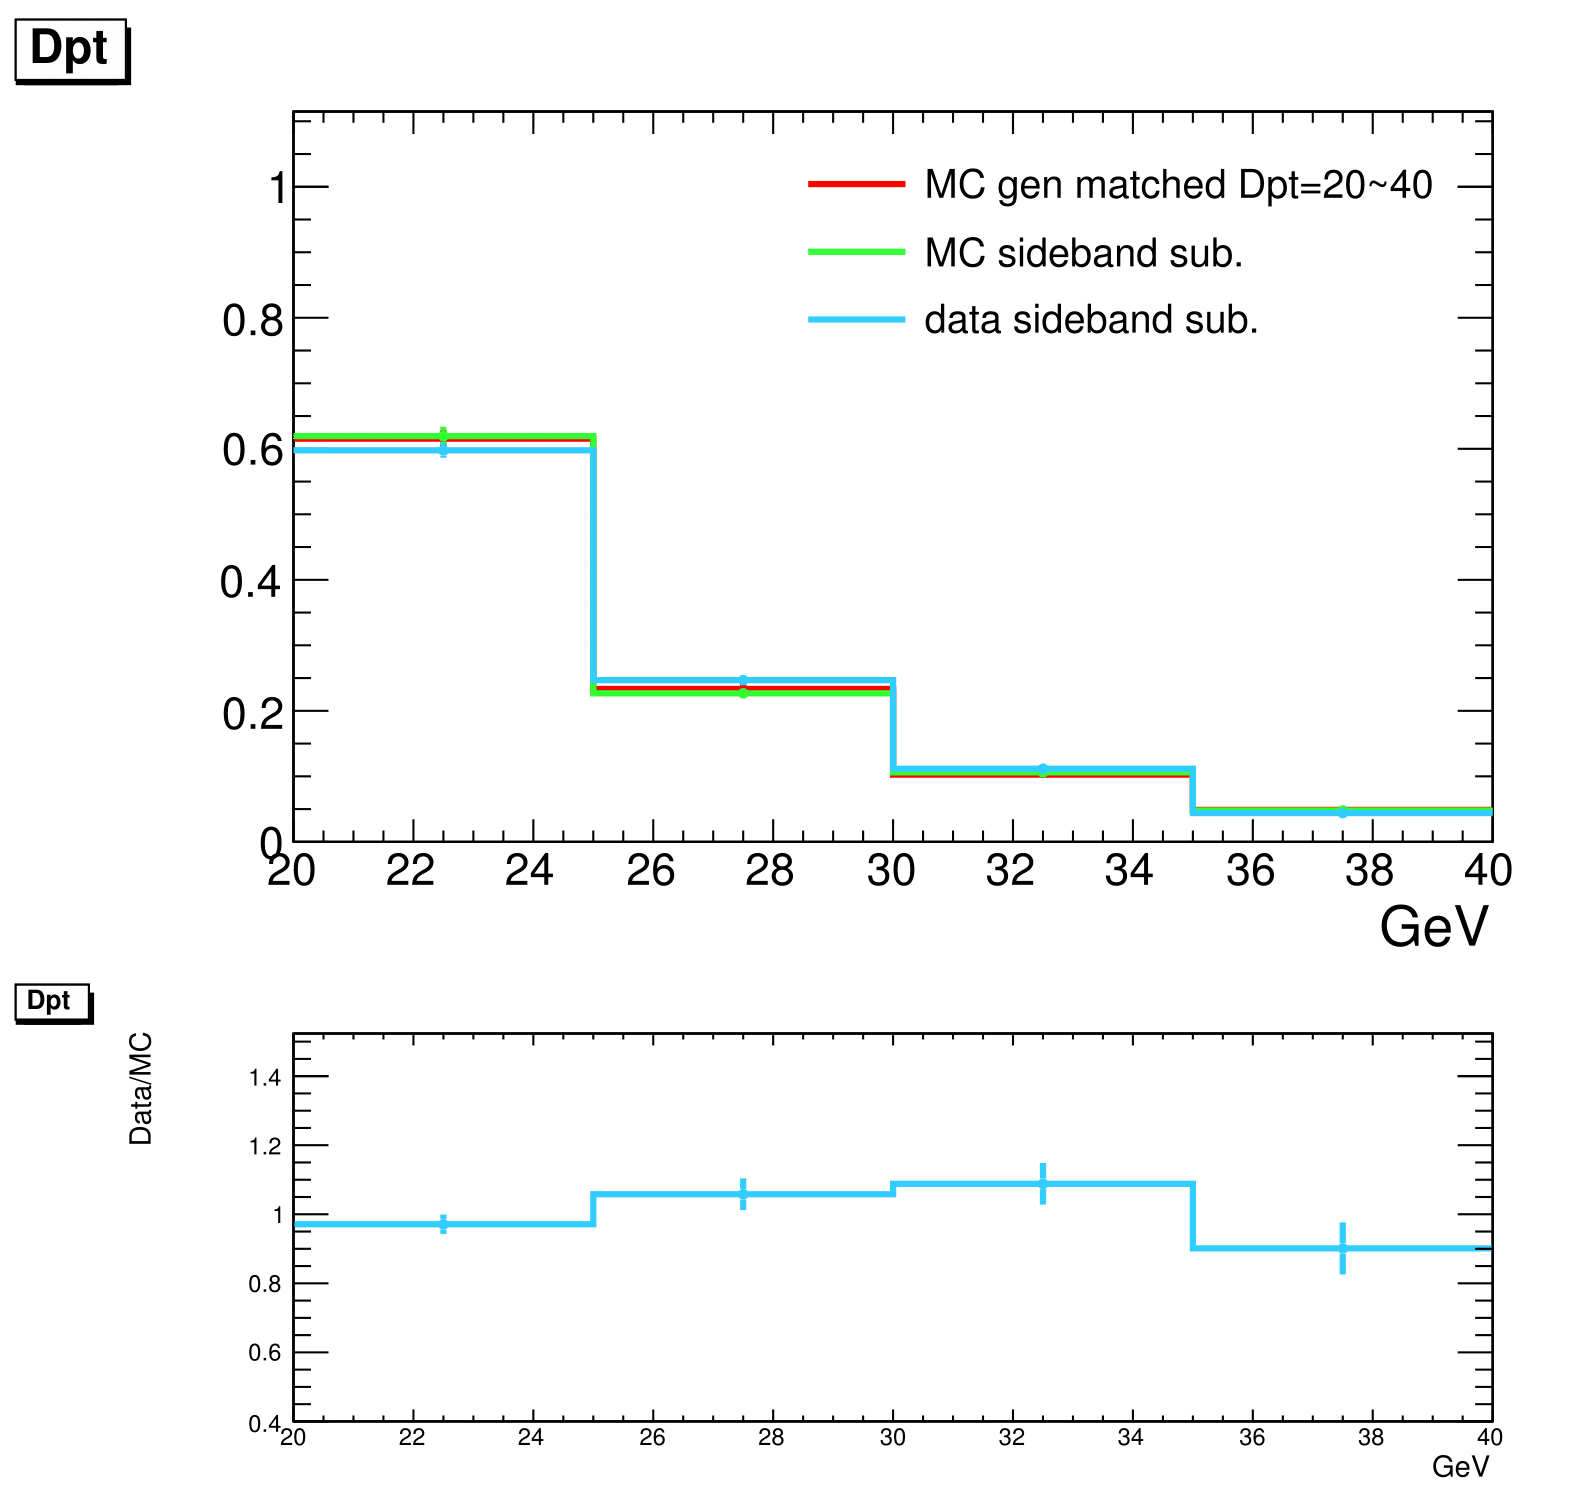 Dpt
MC gen matched Dpt=20~40
MC sideband sub.
data sideband sub.
1
0.8
0.6
0.4
0.2
0
20 22 24 26 28 30 32 34 36 38 40
GeV
Dpt
Data/MC
1.4
1.2
1
0.8
0.6
0.4
20 22 24 26 28 30 32 34 36 38 40
GeV